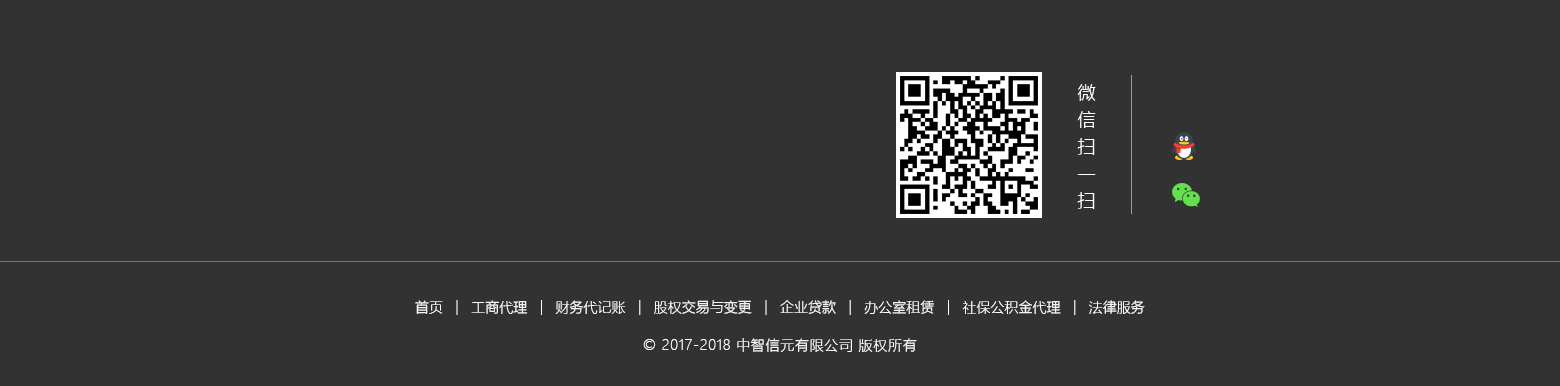 微信扫一扫
首页 | 工商代理 | 财务代记账 | 股权交易与变更 | 企业贷款 | 办公室租赁 | 社保公积金代理 | 法律服务
© 2017-2018 中智信元有限公司 版权所有